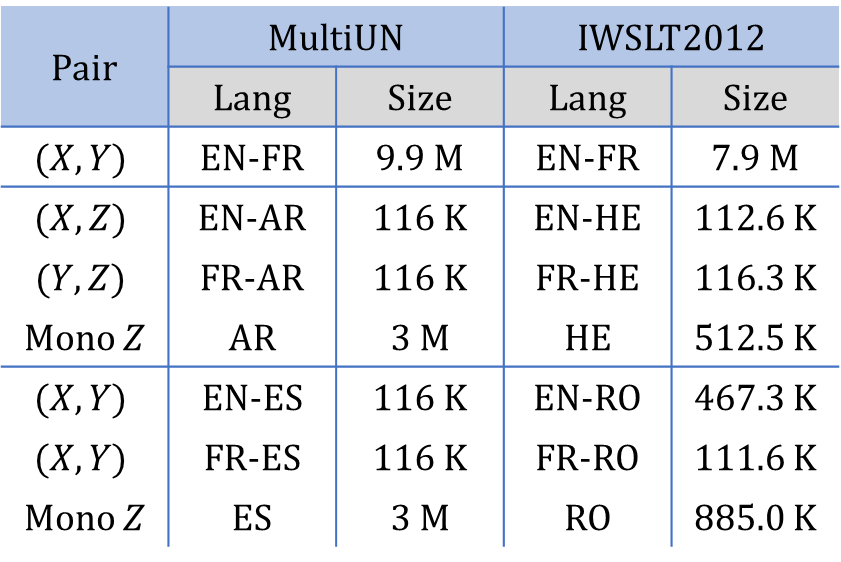 Pair MultiUN IWSLT2012
Lang Size Lang Size
(X, Y) EN-FR 9.9 M EN-FR 7.9 M
(X, Z) EN-AR 116 K EN-HE 112.6 K
(Y, Z) FR-AR 116 K FR-HE 116.3 K
Mono Z AR 3 M HE 512.5 K
(X, Y) EN-ES 116 K EN-RO 467.3 K
(X, Y) FR-ES 116 K FR-RO 111.6 K
Mono Z ES 3 M RO 885.0 K